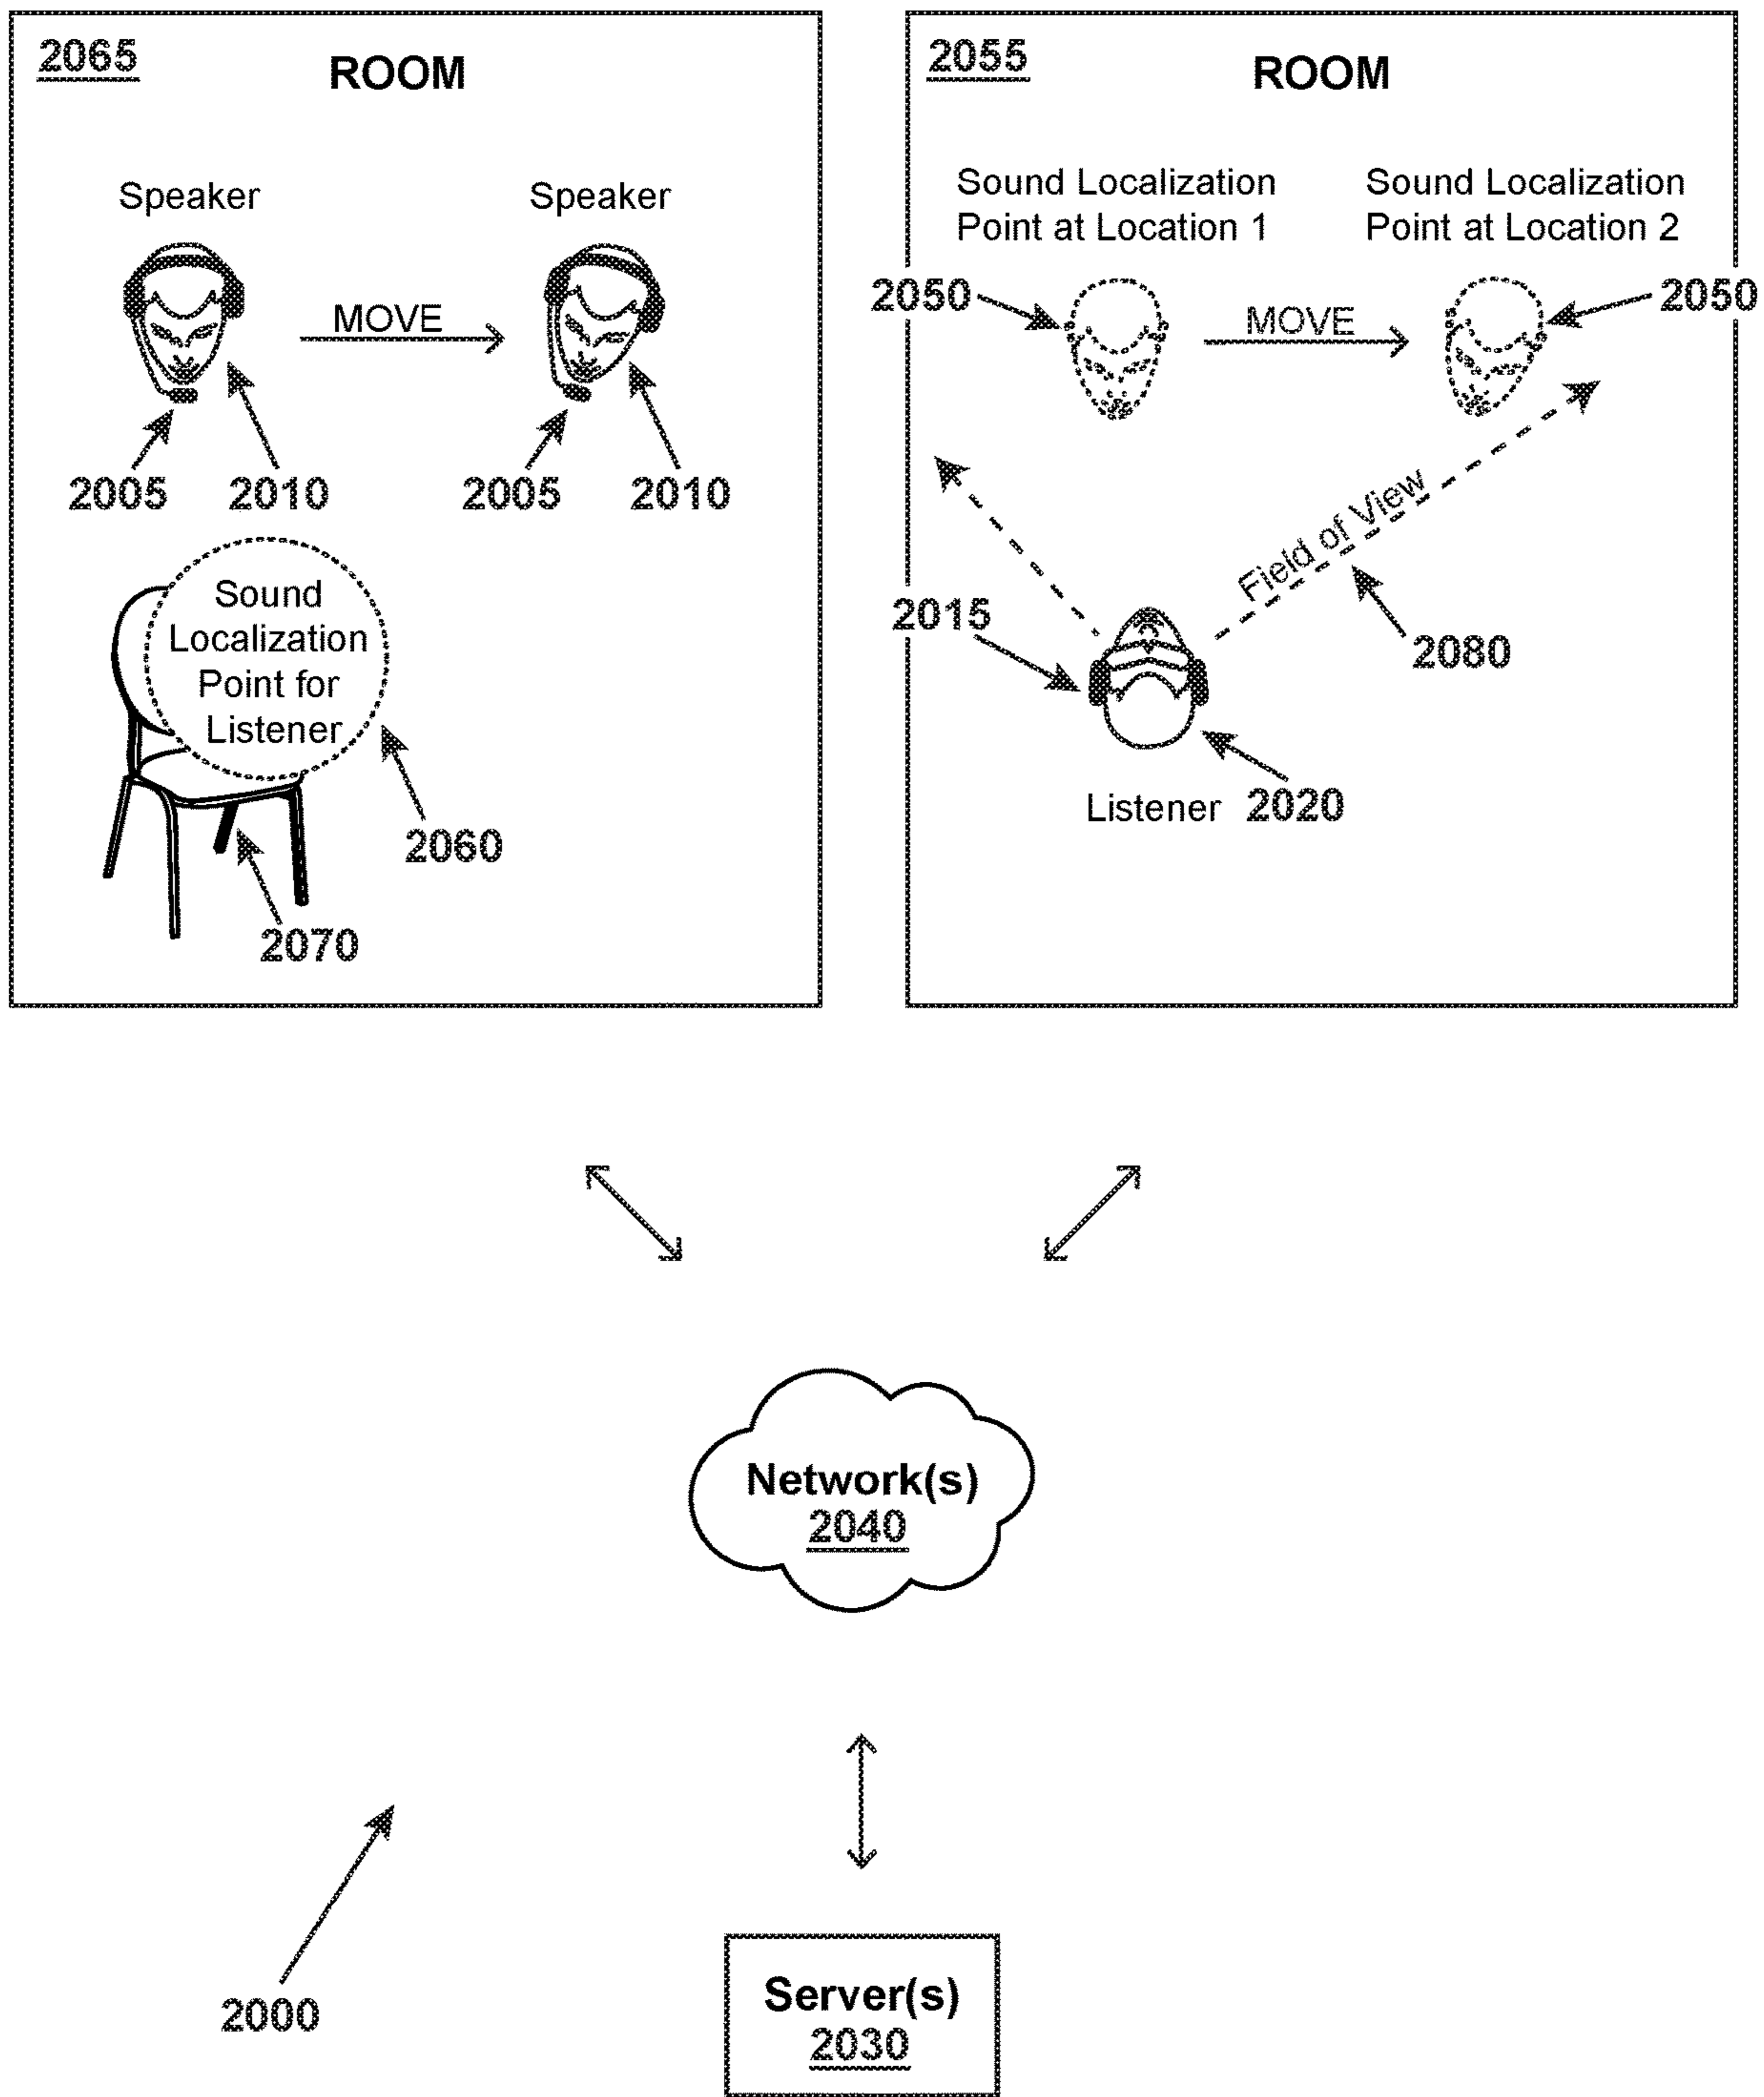 2065
ROOM
Speaker
Speaker
MOVE
2005
2010
2005
2010
Sound
Localization
Point for
Listener
2060
2070
2055
ROOM
Sound Localization
Point at Location 1
Sound Localization
Point at Location 2
2050
MOVE
2050
Field of View
2015
2080
Listener 2020
Network(s)
2040
2000
Server(s)
2030